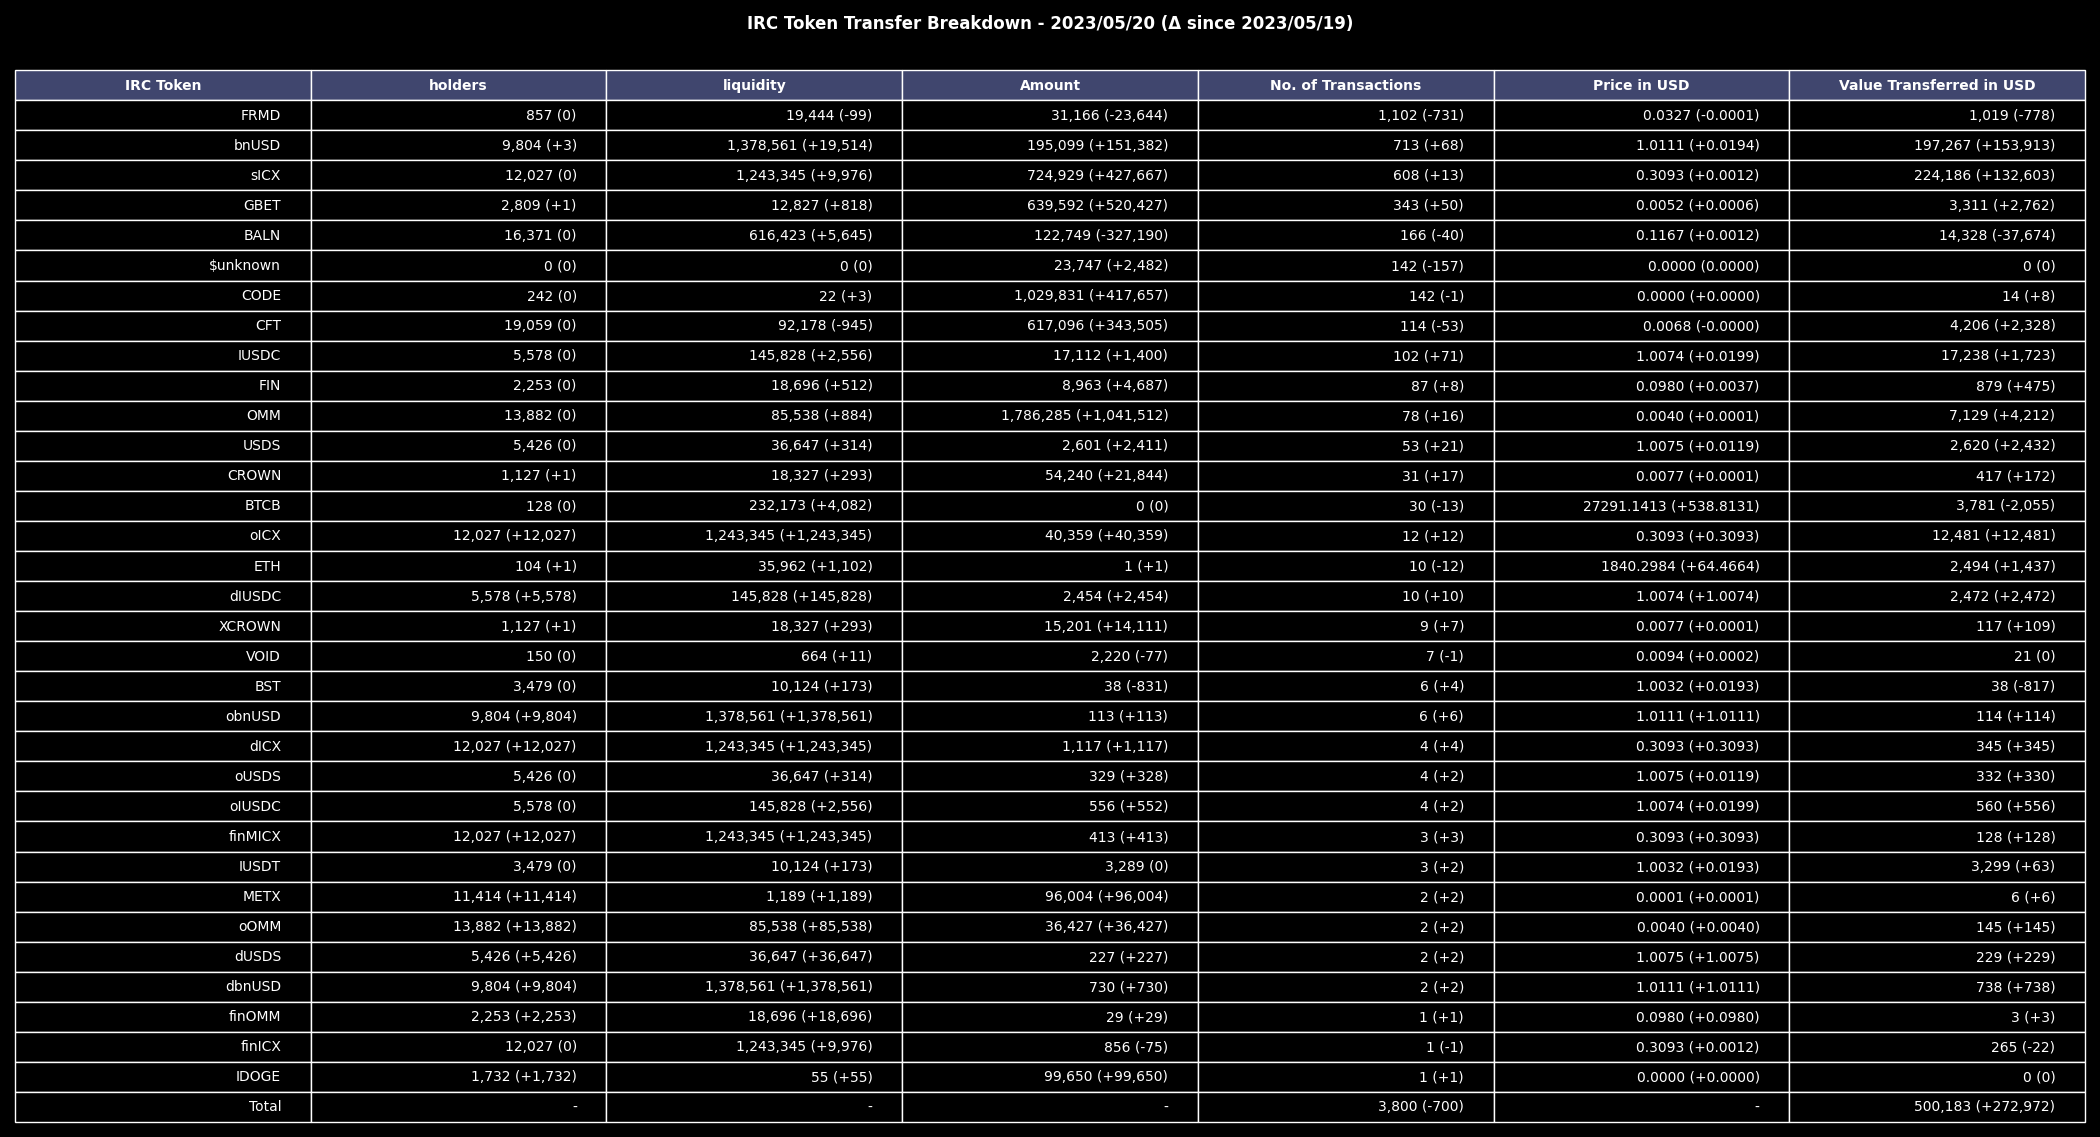 IRC Token Transfer Breakdown - 2023/05/20 (Δ since 2023/05/19)
IRC Token holders liquidity Amount No. of Transactions Price in USD Value Transferred in USD
FRMD 857 (0) 19,444 (-99) 31,166 (-23,644) 1,102 (-731) 0.0327 (-0.0001) 1,019 (-778)
bnUSD 9,804 (+3) 1,378,561 (+19,514) 195,099 (+151,382) 713 (+68) 1.0111 (+0.0194) 197,267 (+153,913)
sICX 12,027 (0) 1,243,345 (+9,976) 724,929 (+427,667) 608 (+13) 0.3093 (+0.0012) 224,186 (+132,603)
GBET 2,809 (+1) 12,827 (+818) 639,592 (+520,427) 343 (+50) 0.0052 (+0.0006) 3,311 (+2,762)
BALN 16,371 (0) 616,423 (+5,645) 122,749 (-327,190) 166 (-40) 0.1167 (+0.0012) 14,328 (-37,674)
$unknown 0 (0) 0 (0) 23,747 (+2,482) 142 (-157) 0.0000 (0.0000) 0 (0)
CODE 242 (0) 22 (+3) 1,029,831 (+417,657) 142 (-1) 0.0000 (+0.0000) 14 (+8)
CFT 19,059 (0) 92,178 (-945) 617,096 (+343,505) 114 (-53) 0.0068 (-0.0000) 4,206 (+2,328)
IUSDC 5,578 (0) 145,828 (+2,556) 17,112 (+1,400) 102 (+71) 1.0074 (+0.0199) 17,238 (+1,723)
FIN 2,253 (0) 18,696 (+512) 8,963 (+4,687) 87 (+8) 0.0980 (+0.0037) 879 (+475)
OMM 13,882 (0) 85,538 (+884) 1,786,285 (+1,041,512) 78 (+16) 0.0040 (+0.0001) 7,129 (+4,212)
USDS 5,426 (0) 36,647 (+314) 2,601 (+2,411) 53 (+21) 1.0075 (+0.0119) 2,620 (+2,432)
CROWN 1,127 (+1) 18,327 (+293) 54,240 (+21,844) 31 (+17) 0.0077 (+0.0001) 417 (+172)
BTCB 128 (0) 232,173 (+4,082) 0 (0) 30 (-13) 27291.1413 (+538.8131) 3,781 (-2,055)
oICX 12,027 (+12,027) 1,243,345 (+1,243,345) 40,359 (+40,359) 12 (+12) 0.3093 (+0.3093) 12,481 (+12,481)
ETH 104 (+1) 35,962 (+1,102) 1 (+1) 10 (-12) 1840.2984 (+64.4664) 2,494 (+1,437)
dIUSDC 5,578 (+5,578) 145,828 (+145,828) 2,454 (+2,454) 10 (+10) 1.0074 (+1.0074) 2,472 (+2,472)
XCROWN 1,127 (+1) 18,327 (+293) 15,201 (+14,111) 9 (+7) 0.0077 (+0.0001) 117 (+109)
VOID 150 (0) 664 (+11) 2,220 (-77) 7 (-1) 0.0094 (+0.0002) 21 (0)
BST 3,479 (0) 10,124 (+173) 38 (-831) 6 (+4) 1.0032 (+0.0193) 38 (-817)
obnUSD 9,804 (+9,804) 1,378,561 (+1,378,561) 113 (+113) 6 (+6) 1.0111 (+1.0111) 114 (+114)
dICX 12,027 (+12,027) 1,243,345 (+1,243,345) 1,117 (+1,117) 4 (+4) 0.3093 (+0.3093) 345 (+345)
oUSDS 5,426 (0) 36,647 (+314) 329 (+328) 4 (+2) 1.0075 (+0.0119) 332 (+330)
oIUSDC 5,578 (0) 145,828 (+2,556) 556 (+552) 4 (+2) 1.0074 (+0.0199) 560 (+556)
finMICX 12,027 (+12,027) 1,243,345 (+1,243,345) 413 (+413) 3 (+3) 0.3093 (+0.3093) 128 (+128)
IUSDT 3,479 (0) 10,124 (+173) 3,289 (0) 3 (+2) 1.0032 (+0.0193) 3,299 (+63)
METX 11,414 (+11,414) 1,189 (+1,189) 96,004 (+96,004) 2 (+2) 0.0001 (+0.0001) 6 (+6)
oOMM 13,882 (+13,882) 85,538 (+85,538) 36,427 (+36,427) 2 (+2) 0.0040 (+0.0040) 145 (+145)
dUSDS 5,426 (+5,426) 36,647 (+36,647) 227 (+227) 2 (+2) 1.0075 (+1.0075) 229 (+229)
dbnUSD 9,804 (+9,804) 1,378,561 (+1,378,561) 730 (+730) 2 (+2) 1.0111 (+1.0111) 738 (+738)
finOMM 2,253 (+2,253) 18,696 (+18,696) 29 (+29) 1 (+1) 0.0980 (+0.0980) 3 (+3)
finICX 12,027 (0) 1,243,345 (+9,976) 856 (-75) 1 (-1) 0.3093 (+0.0012) 265 (-22)
IDOGE 1,732 (+1,732) 55 (+55) 99,650 (+99,650) 1 (+1) 0.0000 (+0.0000) 0 (0)
Total - - - 3,800 (-700) - 500,183 (+272,972)